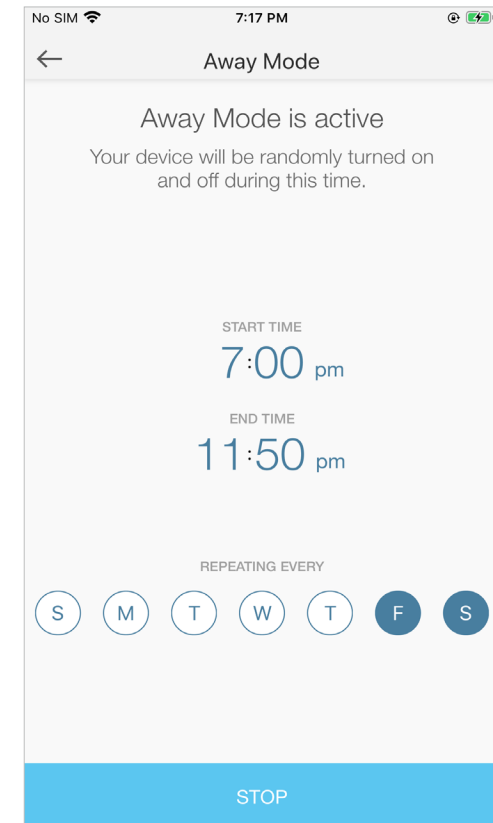 No SIM 7:17 PM
Away Mode
Away Mode is active
Your device will be randomly turned on
and off during this time.
START TIME
7:00 pm
END TIME
11:50 pm
REPEATING EVERY
S M T W T F S
STOP